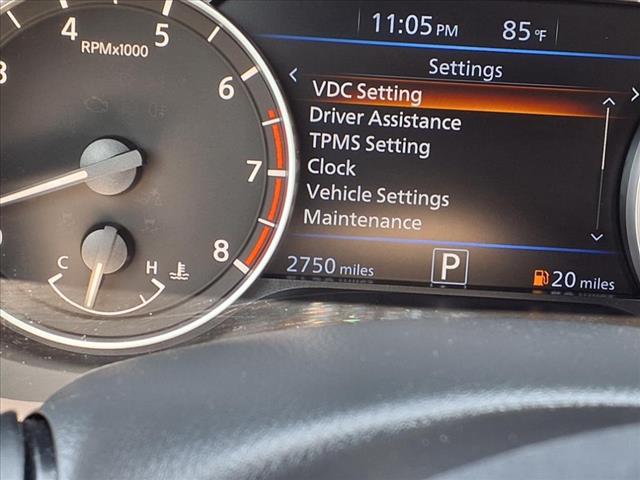 11:05 PM 85°F
4 5
RPMx1000
Settings
3
6
VDC Setting
Driver Assistance
TPMS Setting
7
Clock
Vehicle Settings
Maintenance
8
C H
2750 miles P 20 miles